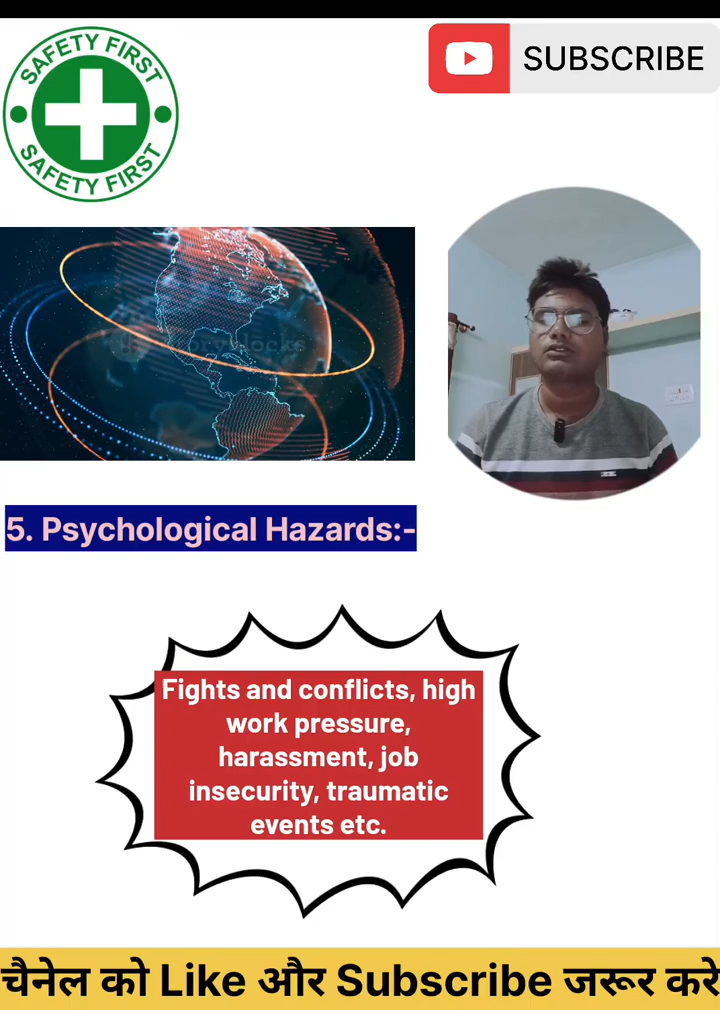 SAFETY FIRST
SAFETY FIRST
SUBSCRIBE
5. Psychological Hazards:-
Fights and conflicts, high
work pressure,
harassment, job
insecurity, traumatic
events etc.
चैनेल को Like और Subscribe जरूर करे